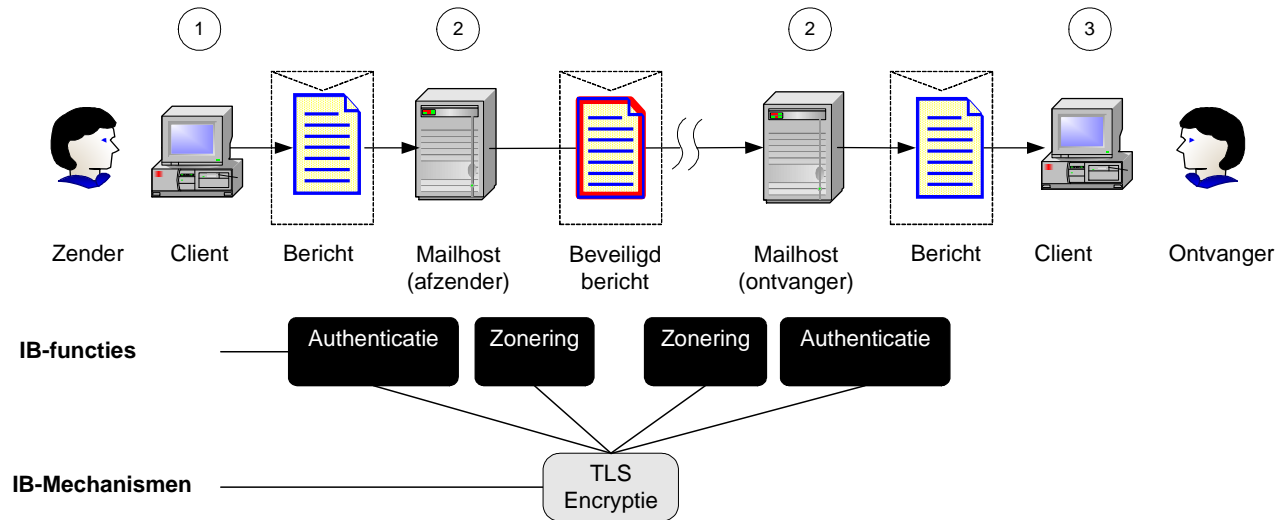 1
2
2
3
Zender
Client
Bericht
Mailhost
(afzender)
Beveiligd
bericht
Mailhost
(ontvanger)
Bericht
Client
Ontvanger
IB-functies
Authenticatie
Zonering
Zonering
Authenticatie
IB-Mechanismen
TLS
Encryptie